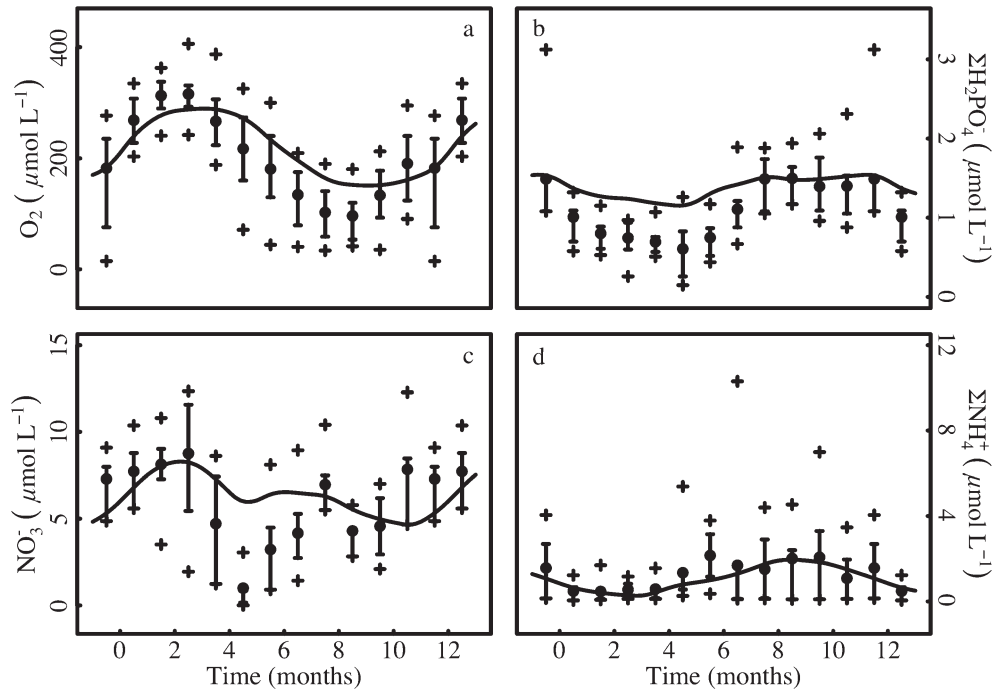 a
400
200
0
O₂ ( μmol L⁻¹)
b
3
2
1
0
ΣH₂PO₄⁻ ( μmol L⁻¹)
c
15
10
5
0
NO₃⁻ ( μmol L⁻¹)
d
12
8
4
0
ΣNH₄⁺ ( μmol L⁻¹)
0 2 4 6 8 10 12
0 2 4 6 8 10 12
Time (months)
Time (months)